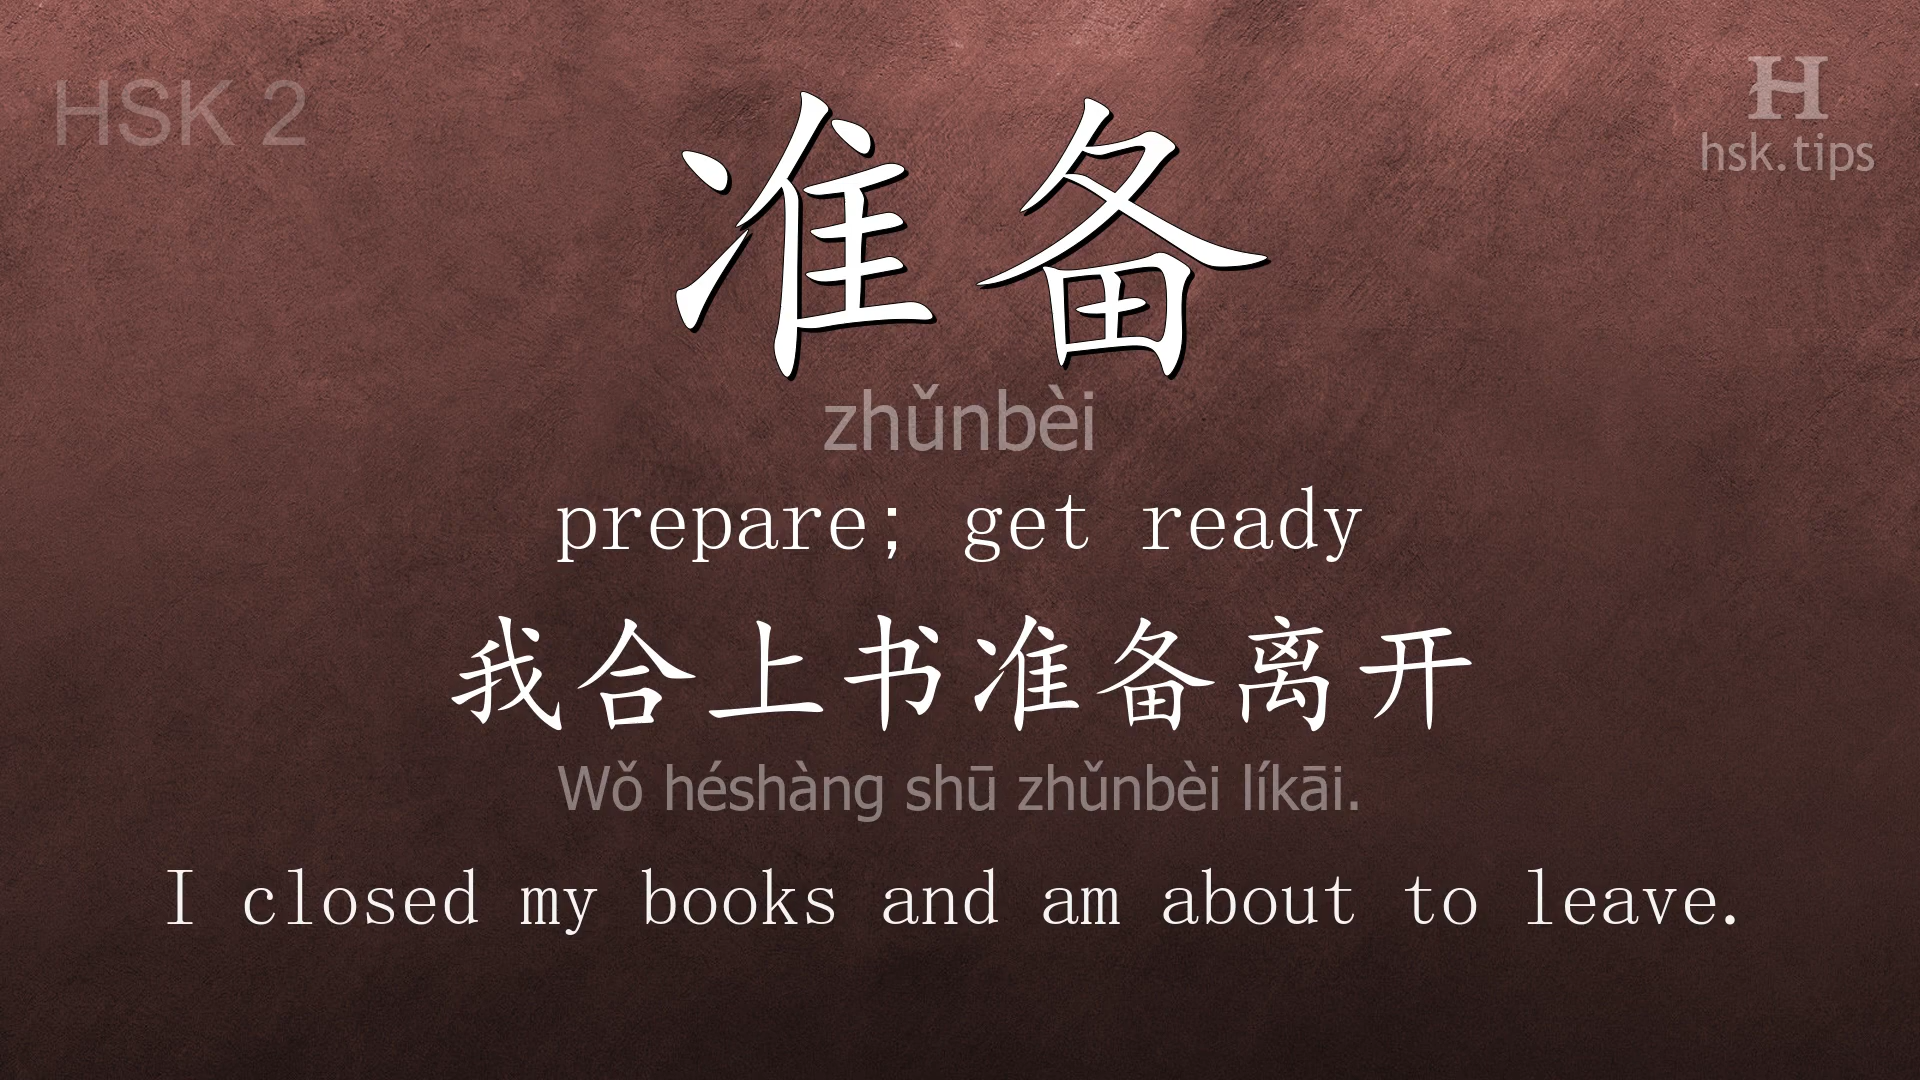 HSK 2
H
hsk.tips
准备
zhǔnbèi
prepare; get ready
我合上书准备离开
Wǒ héshàng shū zhǔnbèi líkāi.
I closed my books and am about to leave.